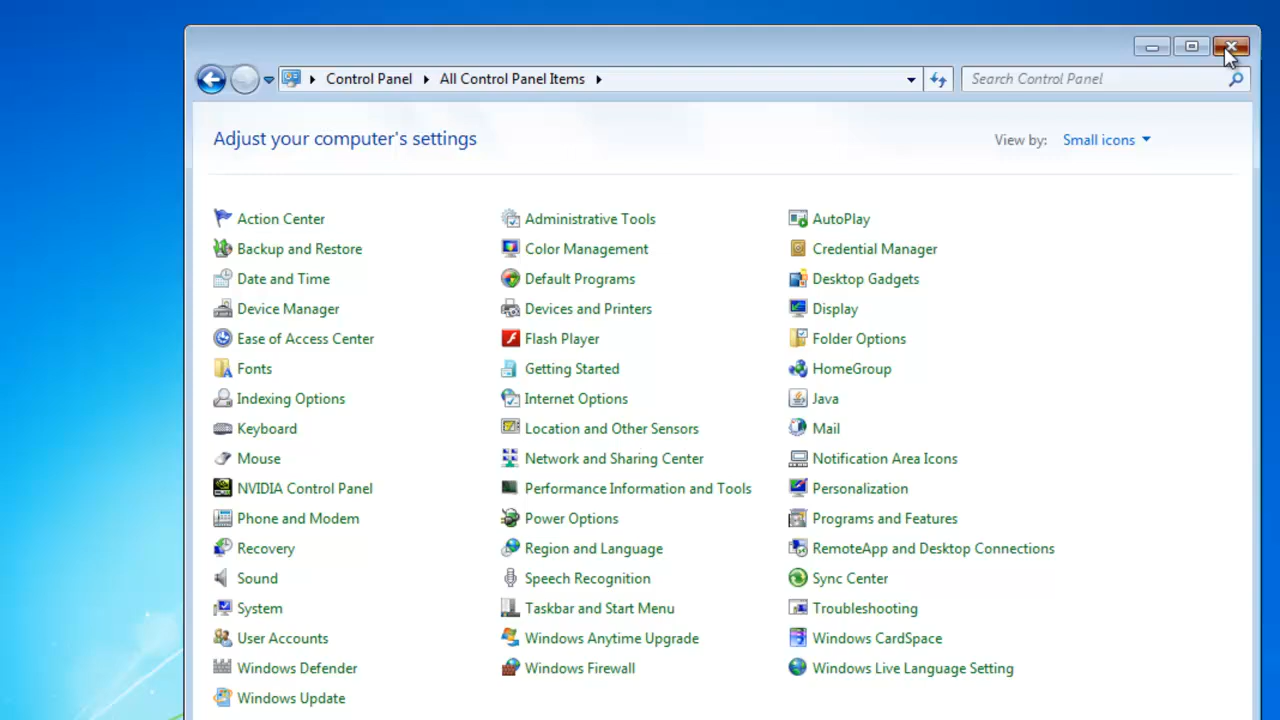 Control Panel All Control Panel Items Search Control Panel
Adjust your computer's settings View by: Small icons
Action Center Administrative Tools AutoPlay
Backup and Restore Color Management Credential Manager
Date and Time Default Programs Desktop Gadgets
Device Manager Devices and Printers Display
Ease of Access Center Flash Player Folder Options
Fonts Getting Started HomeGroup
Indexing Options Internet Options Java
Keyboard Location and Other Sensors Mail
Mouse Network and Sharing Center Notification Area Icons
NVIDIA Control Panel Performance Information and Tools Personalization
Phone and Modem Power Options Programs and Features
Recovery Region and Language RemoteApp and Desktop Connections
Sound Speech Recognition Sync Center
System Taskbar and Start Menu Troubleshooting
User Accounts Windows Anytime Upgrade Windows CardSpace
Windows Defender Windows Firewall Windows Live Language Setting
Windows Update